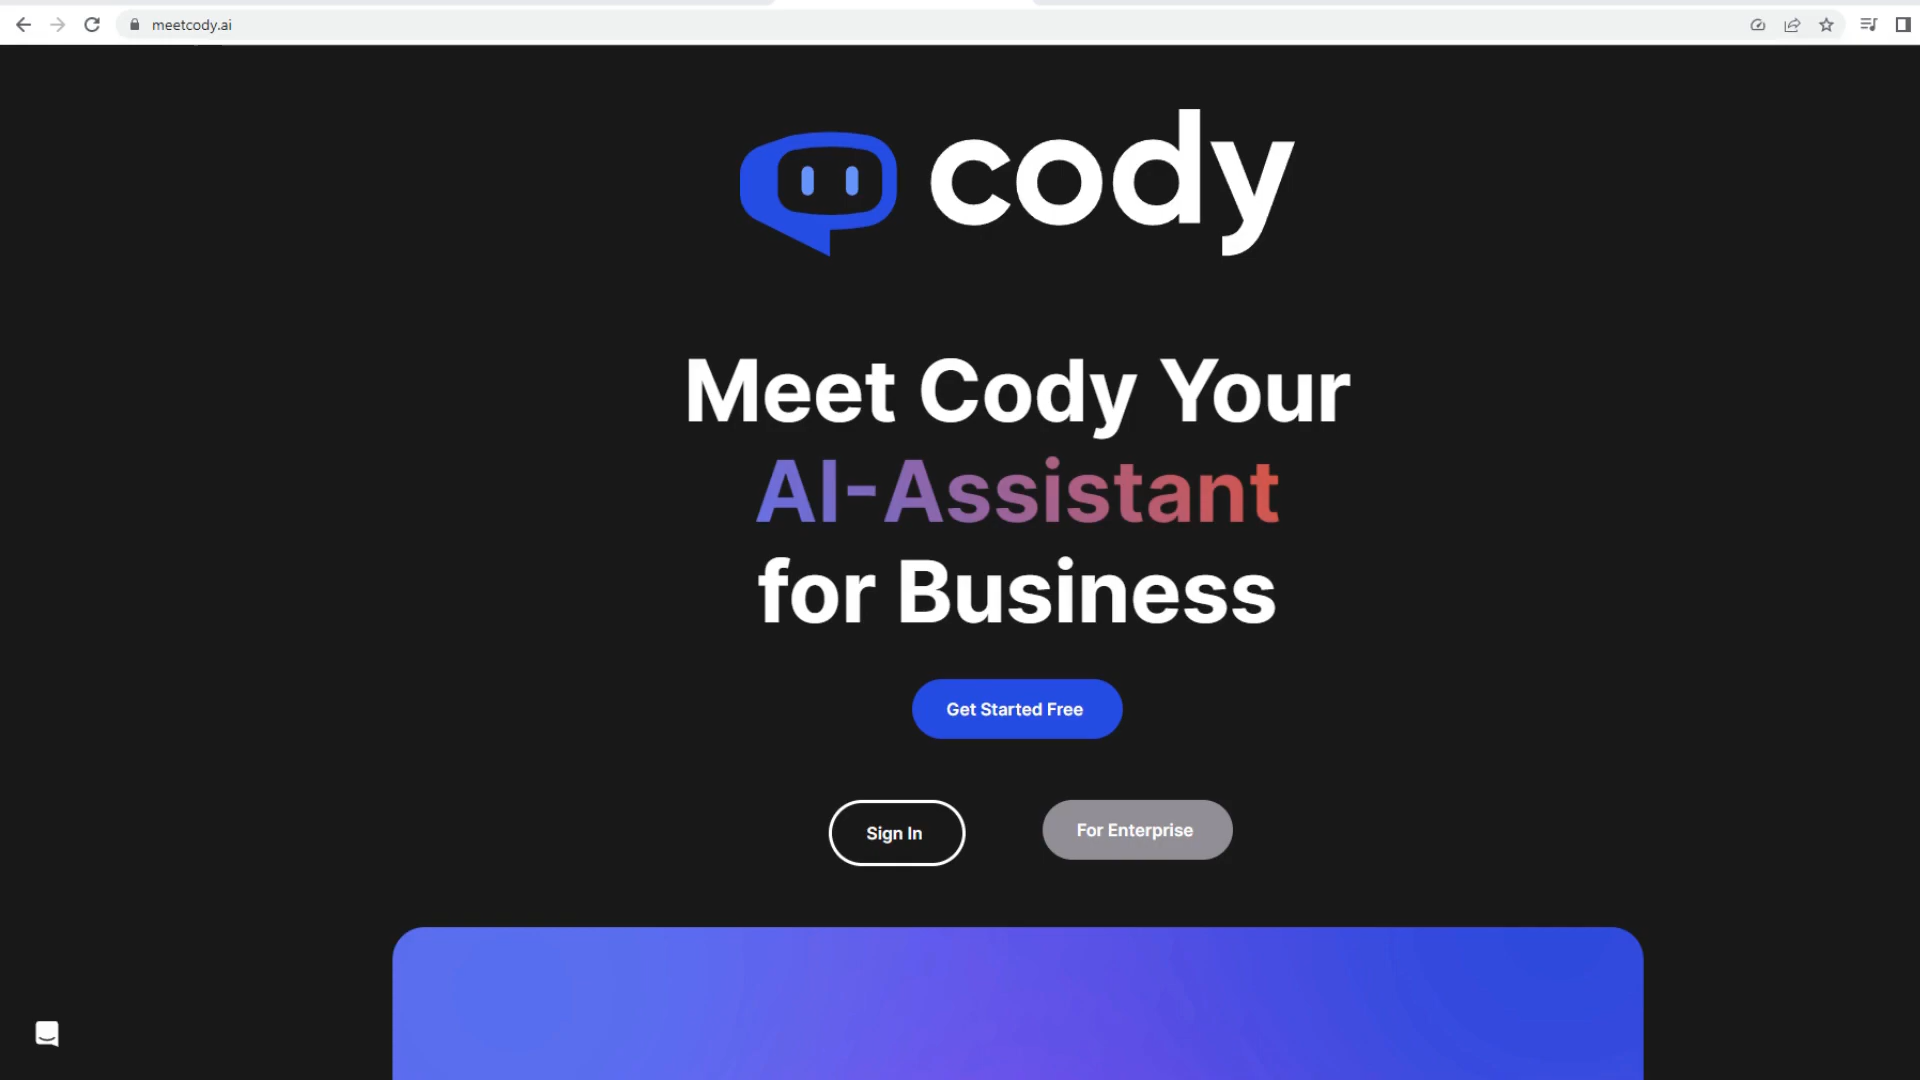 meetcody.ai
cody
Meet Cody Your
AI-Assistant
for Business
Get Started Free
Sign In
For Enterprise